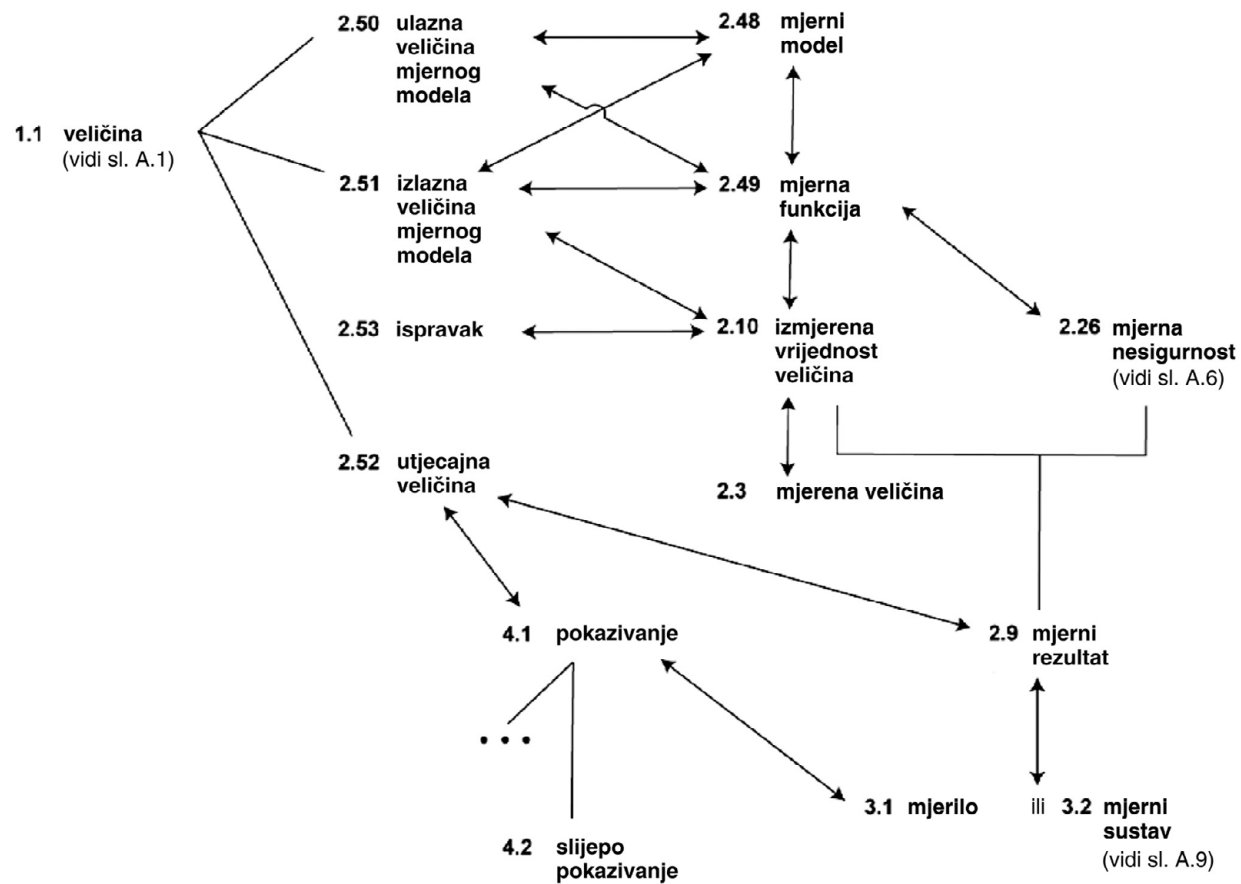 2.50 ulazna
veličina
mjernog
modela
2.48 mjerni
model
1.1 veličina
(vidi sl. A.1)
2.51 izlazna
veličina
mjernog
modela
2.49 mjerna
funkcija
2.53 ispravak
2.10 izmjerena
vrijednost
veličina
2.26 mjerna
nesigurnost
(vidi sl. A.6)
2.52 utjecajna
veličina
2.3 mjerena veličina
4.1 pokazivanje
2.9 mjerni
rezultat
• • •
3.1 mjerilo ili 3.2 mjerni
sustav
(vidi sl. A.9)
4.2 slijepo
pokazivanje